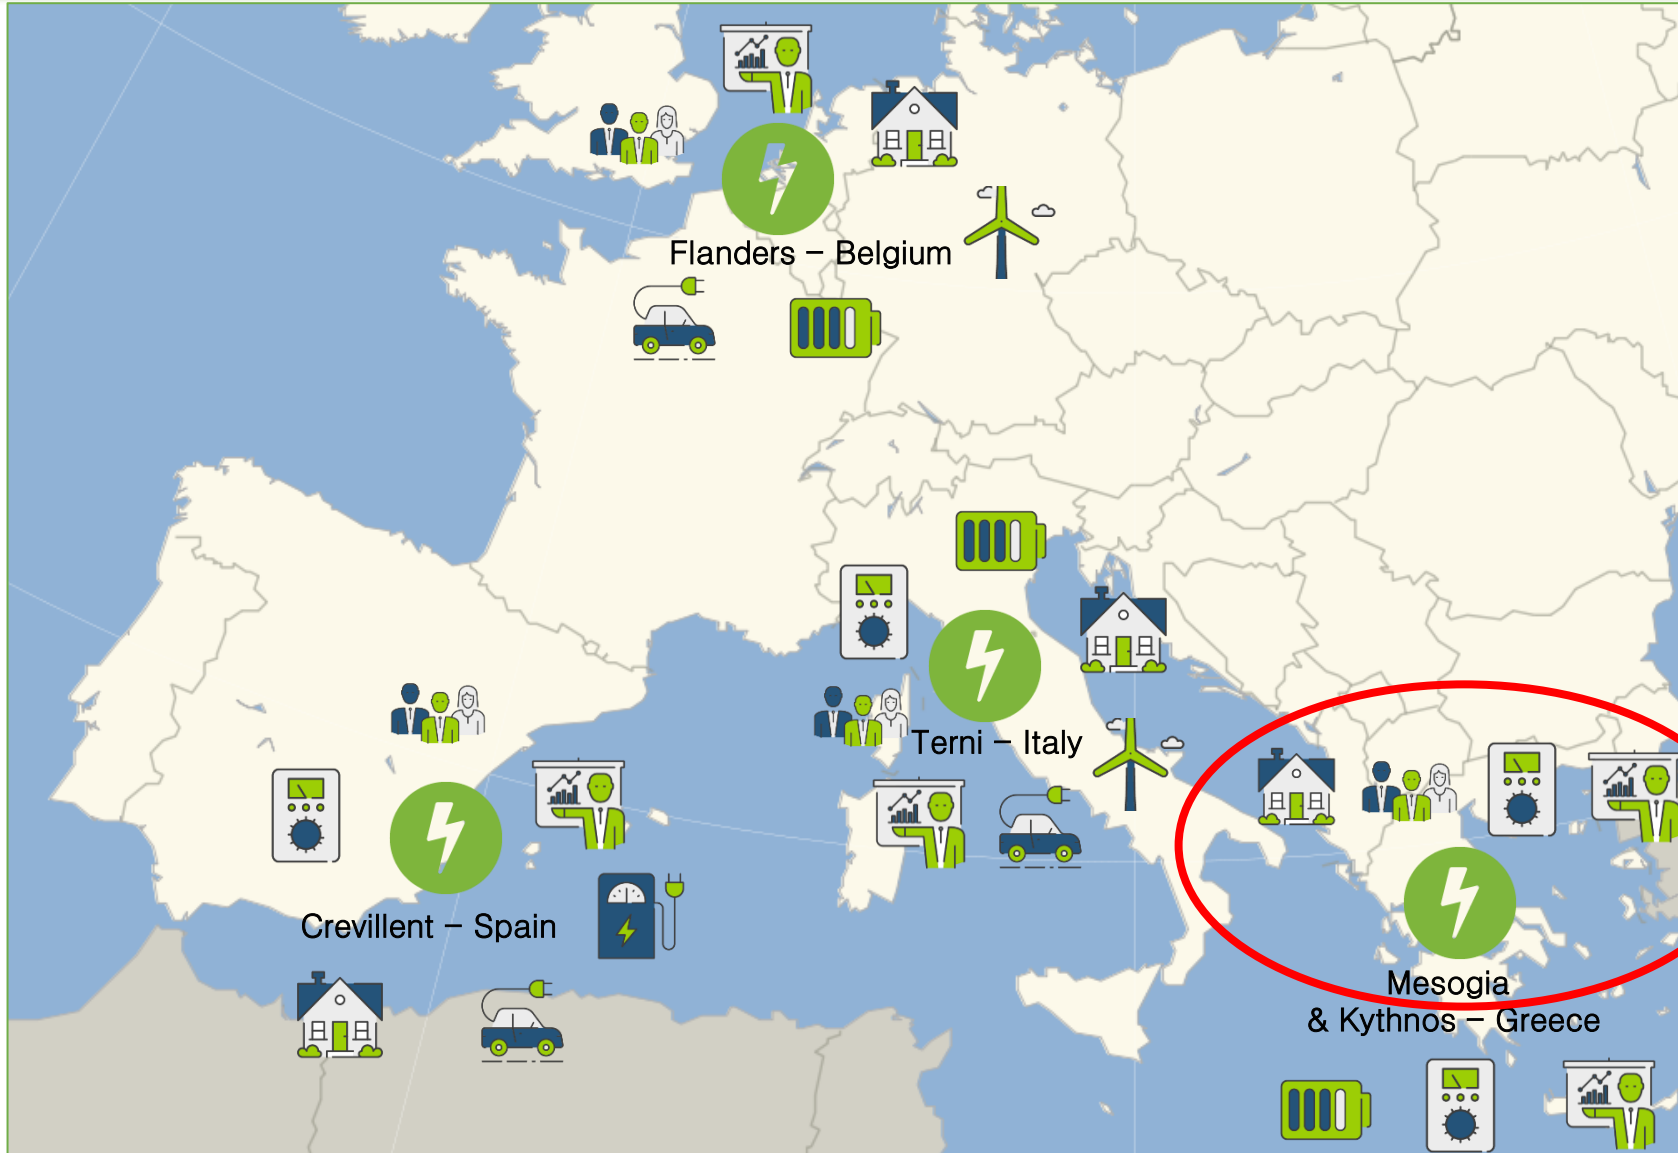 Flanders – Belgium
Terni – Italy
Crevillent – Spain
Mesogia
& Kythnos – Greece